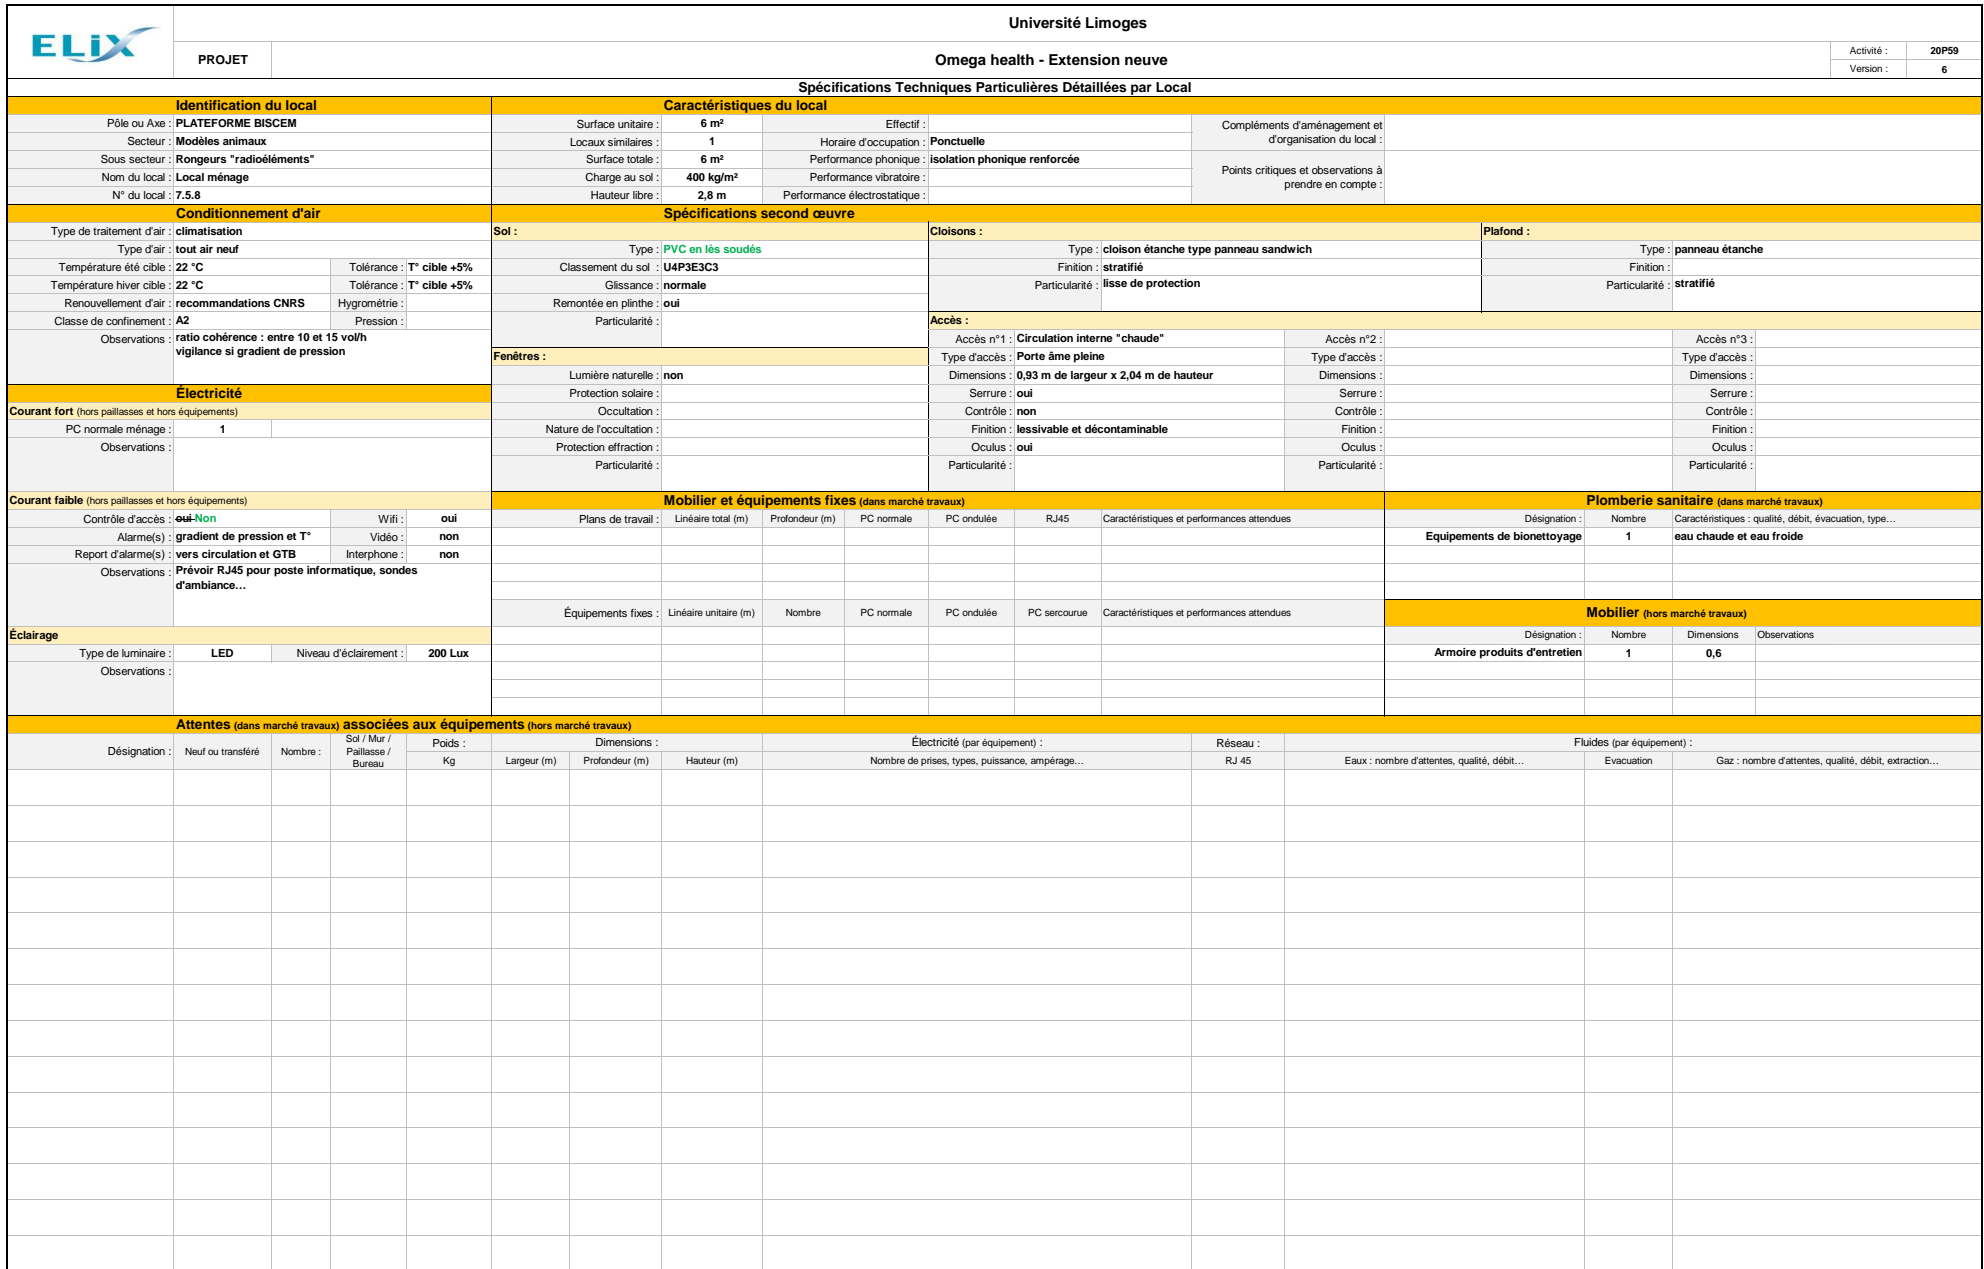 ELiX
Université Limoges
PROJET
Omega health - Extension neuve
Activité : 20P59
Version : 6
Spécifications Techniques Particulières Détaillées par Local
Identification du local
Pôle ou Axe : PLATEFORME BISCEM
Secteur : Modèles animaux
Sous secteur : Rongeurs "radioéléments"
Nom du local : Local ménage
N° du local : 7.5.8
Caractéristiques du local
Surface unitaire : 6 m² Effectif :
Locaux similaires : 1 Horaire d'occupation : Ponctuelle
Surface totale : 6 m² Performance phonique : isolation phonique renforcée
Charge au sol : 400 kg/m² Performance vibratoire :
Hauteur libre : 2,8 m Performance électrostatique :
Compléments d'aménagement et
d'organisation du local :
Points critiques et observations à
prendre en compte :
Conditionnement d'air
Type de traitement d'air : climatisation
Type d'air : tout air neuf
Température été cible : 22 °C Tolérance : T° cible +5%
Température hiver cible : 22 °C Tolérance : T° cible +5%
Renouvellement d'air : recommandations CNRS Hygrométrie :
Classe de confinement : A2 Pression :
Observations : ratio cohérence : entre 10 et 15 vol/h
vigilance si gradient de pression
Spécifications second œuvre
Sol :
Type : PVC en lès soudés
Classement du sol : U4P3E3C3
Glissance : normale
Remontée en plinthe : oui
Particularité :
Cloisons :
Type : cloison étanche type panneau sandwich
Finition : stratifié
Particularité : lisse de protection
Plafond :
Type : panneau étanche
Finition :
Particularité : stratifié
Fenêtres :
Lumière naturelle : non
Protection solaire :
Occultation :
Nature de l'occultation :
Protection effraction :
Particularité :
Accès :
Accès n°1 : Circulation interne "chaude" Accès n°2 : Accès n°3 :
Type d'accès : Porte âme pleine Type d'accès : Type d'accès :
Dimensions : 0,93 m de largeur x 2,04 m de hauteur Dimensions : Dimensions :
Serrure : oui Serrure : Serrure :
Contrôle : non Contrôle : Contrôle :
Finition : lessivable et décontaminable Finition : Finition :
Oculus : oui Oculus : Oculus :
Particularité : Particularité : Particularité :
Électricité
Courant fort (hors paillasses et hors équipements)
PC normale ménage : 1
Observations :
Courant faible (hors paillasses et hors équipements)
Contrôle d'accès : oui Non Wifi : oui
Alarme(s) : gradient de pression et T° Vidéo : non
Report d'alarme(s) : vers circulation et GTB Interphone : non
Observations : Prévoir RJ45 pour poste informatique, sondes
d'ambiance…
Éclairage
Type de luminaire : LED Niveau d'éclairement : 200 Lux
Observations :
Mobilier et équipements fixes (dans marché travaux)
Plans de travail : Linéaire total (m) Profondeur (m) PC normale PC ondulée RJ45 Caractéristiques et performances attendues
Équipements fixes : Linéaire unitaire (m) Nombre PC normale PC ondulée PC sercourue Caractéristiques et performances attendues
Plomberie sanitaire (dans marché travaux)
Désignation : Nombre Caractéristiques : qualité, débit, évacuation, type…
Equipements de bionettoyage 1 eau chaude et eau froide
Mobilier (hors marché travaux)
Désignation : Nombre Dimensions Observations
Armoire produits d'entretien 1 0,6
Attentes (dans marché travaux) associées aux équipements (hors marché travaux)
Désignation : Neuf ou transféré Nombre : Sol / Mur /
Paillasse /
Bureau
Poids : Dimensions : Électricité (par équipement) : Réseau : Fluides (par équipement) :
Kg Largeur (m) Profondeur (m) Hauteur (m) Nombre de prises, types, puissance, ampérage… RJ 45 Eaux : nombre d'attentes, qualité, débit… Evacuation Gaz : nombre d'attentes, qualité, débit, extraction…